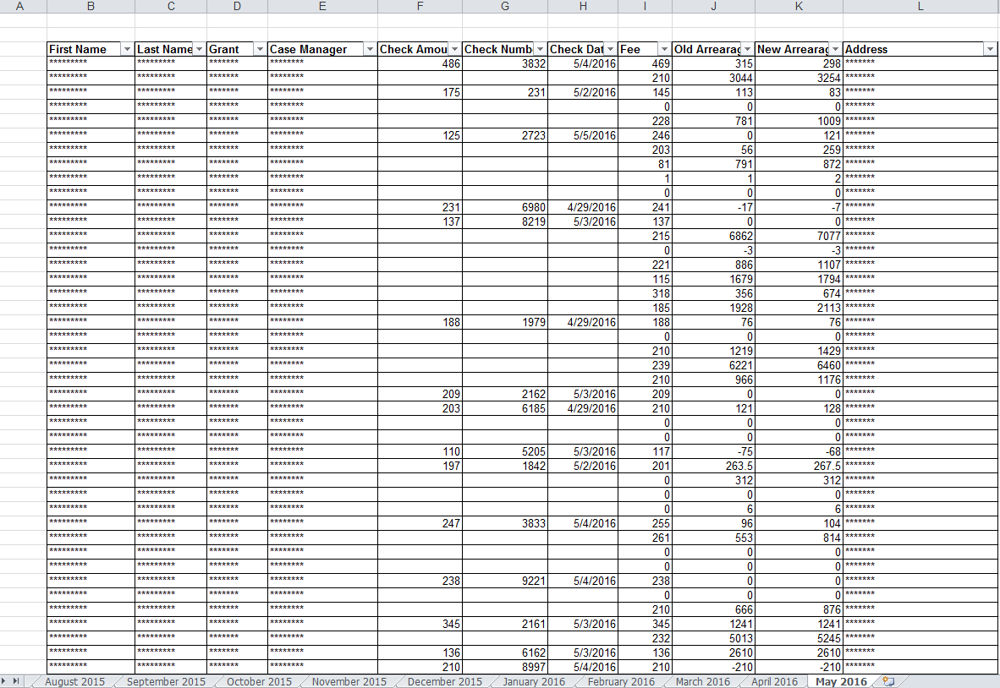 A B C D E F G H I J K L
First Name Last Name Grant Case Manager Check Amou Check Numb Check Dat Fee Old Arrearag New Arrearag Address
********* ********* ******* ******** 486 3832 5/4/2016 469 315 298 *******
********* ********* ******* ******** 210 3044 3254 *******
********* ********* ******* ******** 175 231 5/2/2016 145 113 83 *******
********* ********* ******* ******** 0 0 0 *******
********* ********* ******* ******** 228 781 1009 *******
********* ********* ******* ******** 125 2723 5/5/2016 246 0 121 *******
********* ********* ******* ******** 203 56 259 *******
********* ********* ******* ******** 81 791 872 *******
********* ********* ******* ******** 1 1 2 *******
********* ********* ******* ******** 0 0 0 *******
********* ********* ******* ******** 231 6980 4/29/2016 241 -17 -7 *******
********* ********* ******* ******** 137 8219 5/3/2016 137 0 0 *******
********* ********* ******* ******** 215 6862 7077 *******
********* ********* ******* ******** 0 -3 -3 *******
********* ********* ******* ******** 221 886 1107 *******
********* ********* ******* ******** 115 1679 1794 *******
********* ********* ******* ******** 318 356 674 *******
********* ********* ******* ******** 185 1928 2113 *******
********* ********* ******* ******** 188 1979 4/29/2016 188 76 76 *******
********* ********* ******* ******** 0 0 0 *******
********* ********* ******* ******** 210 1219 1429 *******
********* ********* ******* ******** 239 6221 6460 *******
********* ********* ******* ******** 210 966 1176 *******
********* ********* ******* ******** 209 2162 5/3/2016 209 0 0 *******
********* ********* ******* ******** 203 6185 4/29/2016 210 121 128 *******
********* ********* ******* ******** 0 0 0 *******
********* ********* ******* ******** 0 0 0 *******
********* ********* ******* ******** 110 5205 5/3/2016 117 -75 -68 *******
********* ********* ******* ******** 197 1842 5/2/2016 201 263.5 267.5 *******
********* ********* ******* ******** 0 312 312 *******
********* ********* ******* ******** 0 0 0 *******
********* ********* ******* ******** 0 6 6 *******
********* ********* ******* ******** 247 3833 5/4/2016 255 96 104 *******
********* ********* ******* ******** 261 553 814 *******
********* ********* ******* ******** 0 0 0 *******
********* ********* ******* ******** 0 0 0 *******
********* ********* ******* ******** 238 9221 5/4/2016 238 0 0 *******
********* ********* ******* ******** 0 0 0 *******
********* ********* ******* ******** 210 666 876 *******
********* ********* ******* ******** 345 2161 5/3/2016 345 1241 1241 *******
********* ********* ******* ******** 232 5013 5245 *******
********* ********* ******* ******** 136 6162 5/3/2016 136 2610 2610 *******
********* ********* ******* ******** 210 8997 5/4/2016 210 -210 -210 *******
August 2015 September 2015 October 2015 November 2015 December 2015 January 2016 February 2016 March 2016 April 2016 May 2016